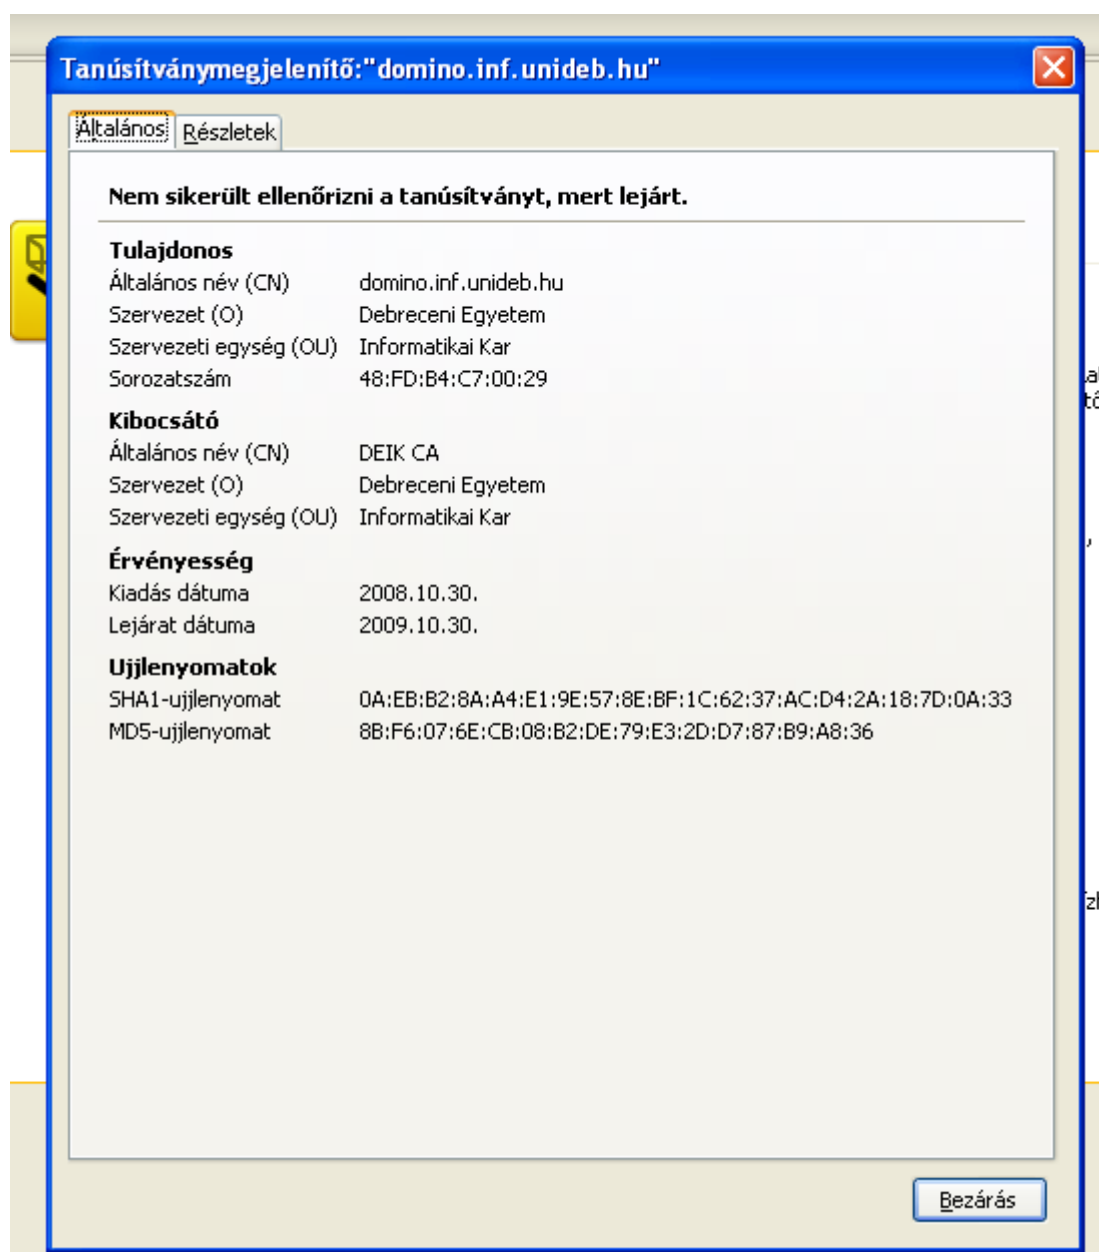 Tanúsítványmegjelenítő:"domino.inf.unideb.hu"
Általános Részletek
Nem sikerült ellenőrizni a tanúsítványt, mert lejárt.
Tulajdonos
Általános név (CN) domino.inf.unideb.hu
Szervezet (O) Debreceni Egyetem
Szervezeti egység (OU) Informatikai Kar
Sorozatszám 48:FD:B4:C7:00:29
Kibocsátó
Általános név (CN) DEIK CA
Szervezet (O) Debreceni Egyetem
Szervezeti egység (OU) Informatikai Kar
Érvényesség
Kiadás dátuma 2008.10.30.
Lejárat dátuma 2009.10.30.
Ujjlenyomatok
SHA1-ujjlenyomat 0A:EB:B2:8A:A4:E1:9E:57:8E:BF:1C:62:37:AC:D4:2A:18:7D:0A:33
MD5-ujjlenyomat 8B:F6:07:6E:CB:08:B2:DE:79:E3:2D:D7:87:B9:A8:36
Bezárás